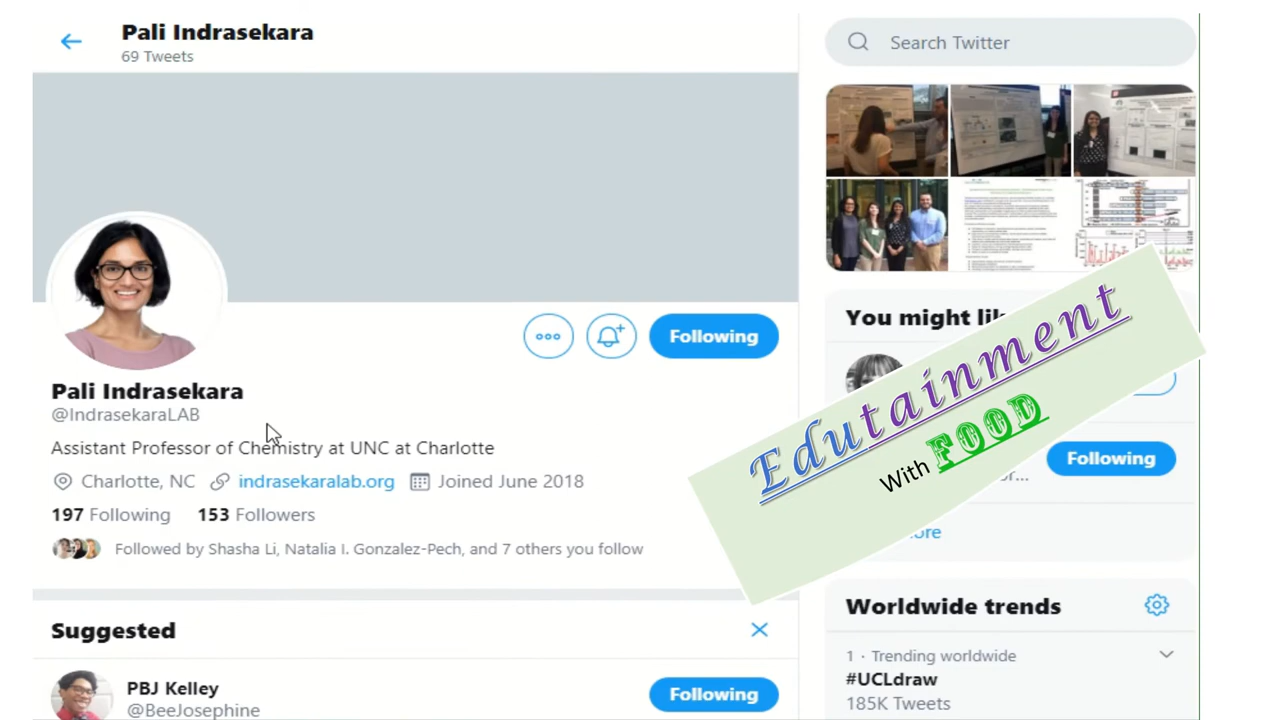 Pali Indrasekara
69 Tweets
Search Twitter
Following
Pali Indrasekara
@IndrasekaraLAB
Assistant Professor of Chemistry at UNC at Charlotte
Charlotte, NC indrasekaralab.org Joined June 2018
197 Following 153 Followers
Followed by Shasha Li, Natalia I. Gonzalez-Pech, and 7 others you follow
Suggested
PBJ Kelley
@BeeJosephine
Following
You might
Edutainment
With FOOD
Following
Worldwide trends
1 · Trending worldwide
#UCLdraw
185K Tweets